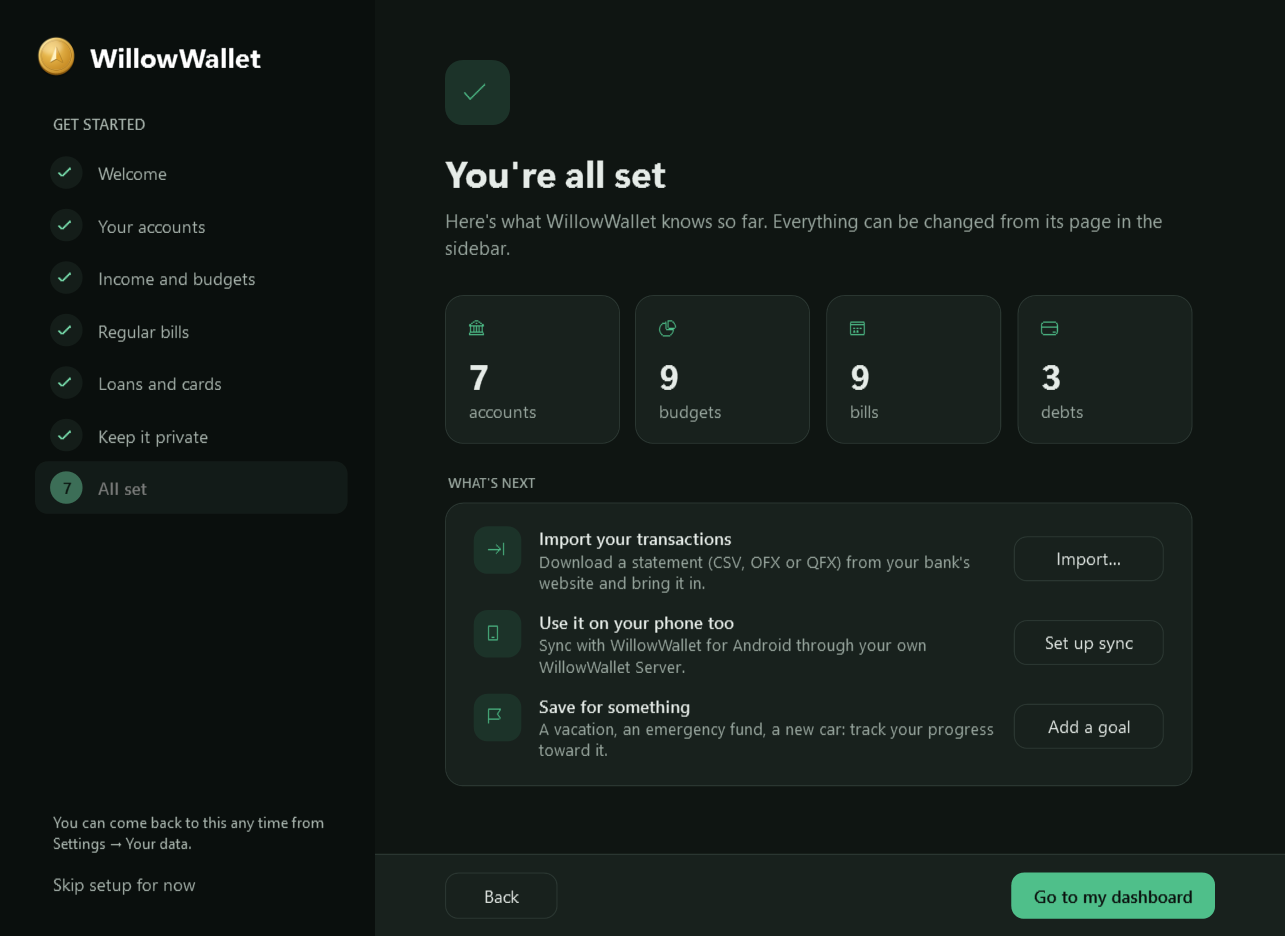 WillowWallet
GET STARTED
Welcome
Your accounts
Income and budgets
Regular bills
Loans and cards
Keep it private
7
All set
You can come back to this any time from
Settings → Your data.
Skip setup for now
You're all set
Here's what WillowWallet knows so far. Everything can be changed from its page in the
sidebar.
7
accounts
9
budgets
9
bills
3
debts
WHAT'S NEXT
Import your transactions
Download a statement (CSV, OFX or QFX) from your bank's
website and bring it in.
Import...
Use it on your phone too
Sync with WillowWallet for Android through your own
WillowWallet Server.
Set up sync
Save for something
A vacation, an emergency fund, a new car: track your progress
toward it.
Add a goal
Back
Go to my dashboard